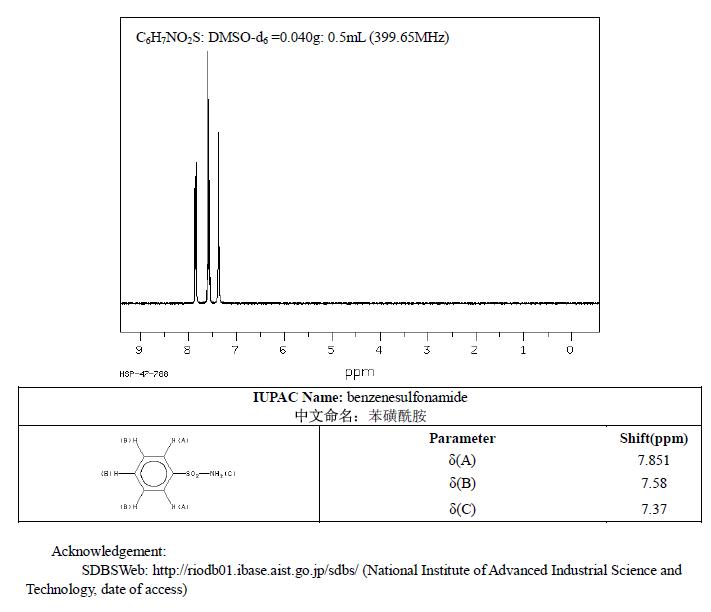 C₆H₇NO₂S: DMSO-d₆ =0.040g: 0.5mL (399.65MHz)
9 8 7 6 5 4 3 2 1 0
HSP-47-788 ppm
IUPAC Name: benzenesulfonamide
中文命名：苯磺酰胺
Parameter Shift(ppm)
(B)H H(A)
δ(A) 7.851
(B)H SO₂ NH₂(C)
δ(B) 7.58
(B)H H(A)
δ(C) 7.37
Acknowledgement:
SDBSWeb: http://riodb01.ibase.aist.go.jp/sdbs/ (National Institute of Advanced Industrial Science and
Technology, date of access)